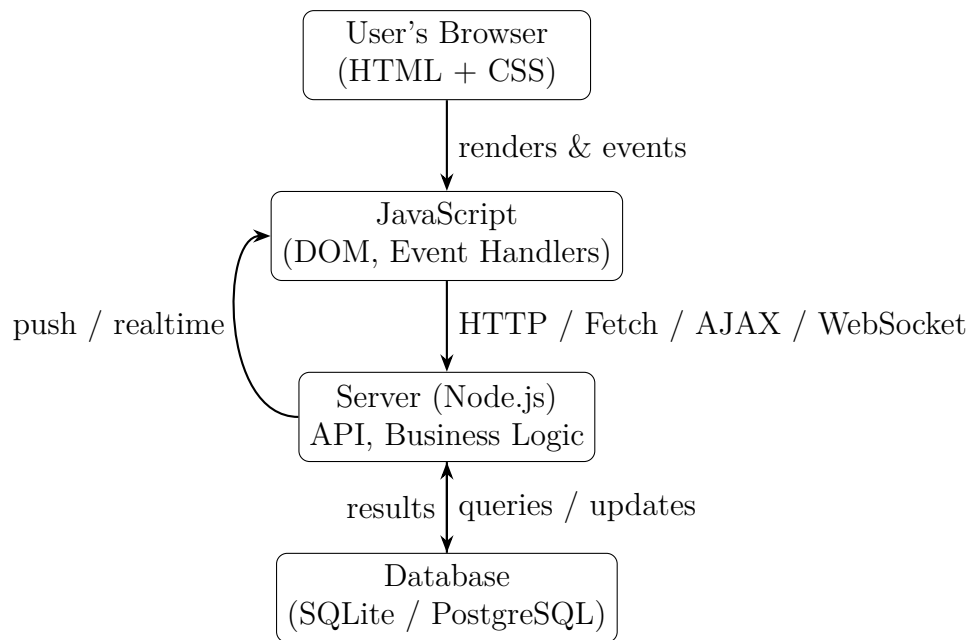 User's Browser
(HTML + CSS)
renders & events
JavaScript
(DOM, Event Handlers)
push / realtime
HTTP / Fetch / AJAX / WebSocket
Server (Node.js)
API, Business Logic
results
queries / updates
Database
(SQLite / PostgreSQL)